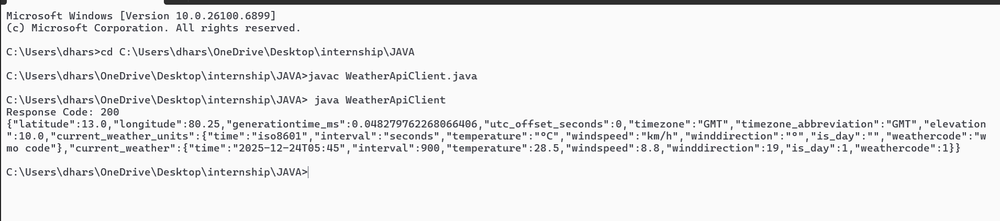 Microsoft Windows [Version 10.0.26100.6899]
(c) Microsoft Corporation. All rights reserved.
C:\Users\dhars>cd C:\Users\dhars\OneDrive\Desktop\internship\JAVA
C:\Users\dhars\OneDrive\Desktop\internship\JAVA>javac WeatherApiClient.java
C:\Users\dhars\OneDrive\Desktop\internship\JAVA> java WeatherApiClient
Response Code: 200
{"latitude":13.0,"longitude":80.25,"generationtime_ms":0.048279762268066406,"utc_offset_seconds":0,"timezone":"GMT","timezone_abbreviation":"GMT","elevation
":10.0,"current_weather_units":{"time":"iso8601","interval":"seconds","temperature":"°C","windspeed":"km/h","winddirection":"°","is_day":"","weathercode":"w
mo code"},"current_weather":{"time":"2025-12-24T05:45","interval":900,"temperature":28.5,"windspeed":8.8,"winddirection":19,"is_day":1,"weathercode":1}}
C:\Users\dhars\OneDrive\Desktop\internship\JAVA>